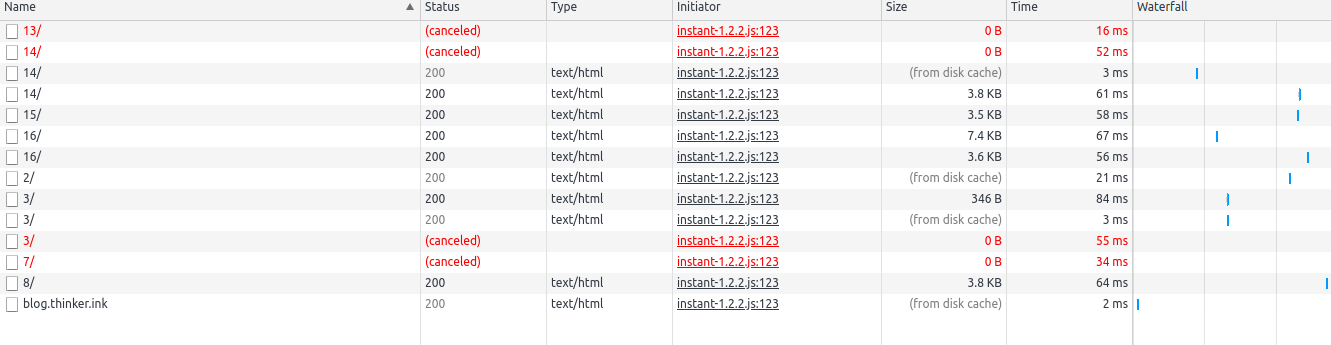 Name Status Type Initiator Size Time Waterfall
13/ (canceled) instant-1.2.2.js:123 0 B 16 ms
14/ (canceled) instant-1.2.2.js:123 0 B 52 ms
14/ 200 text/html instant-1.2.2.js:123 (from disk cache) 3 ms
14/ 200 text/html instant-1.2.2.js:123 3.8 KB 61 ms
15/ 200 text/html instant-1.2.2.js:123 3.5 KB 58 ms
16/ 200 text/html instant-1.2.2.js:123 7.4 KB 67 ms
16/ 200 text/html instant-1.2.2.js:123 3.6 KB 56 ms
2/ 200 text/html instant-1.2.2.js:123 (from disk cache) 21 ms
3/ 200 text/html instant-1.2.2.js:123 346 B 84 ms
3/ 200 text/html instant-1.2.2.js:123 (from disk cache) 3 ms
3/ (canceled) instant-1.2.2.js:123 0 B 55 ms
7/ (canceled) instant-1.2.2.js:123 0 B 34 ms
8/ 200 text/html instant-1.2.2.js:123 3.8 KB 64 ms
blog.thinker.ink 200 text/html instant-1.2.2.js:123 (from disk cache) 2 ms